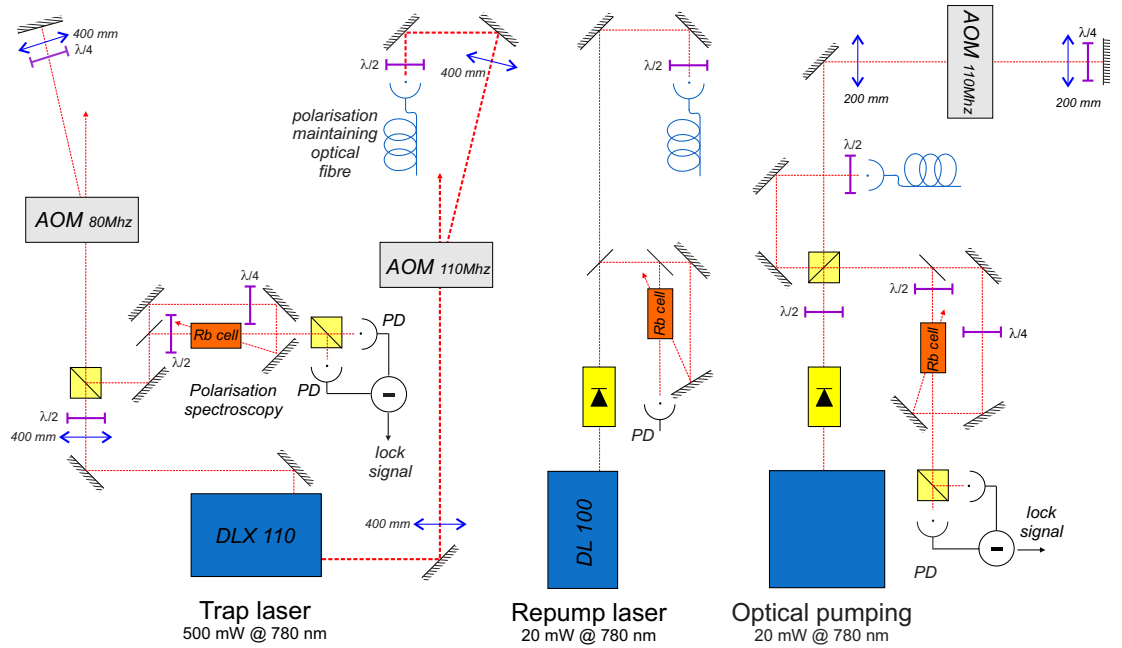 400 mm
λ/4
AOM 80Mhz
λ/4
λ/2
Rb cell
Polarisation
spectroscopy
λ/2
400 mm
DLX 110
Trap laser
500 mW @ 780 nm
λ/2
400 mm
polarisation
maintaining
optical
fibre
AOM 110Mhz
PD
PD
lock
signal
400 mm
λ/2
Rb cell
PD
DL 100
Repump laser
20 mW @ 780 nm
200 mm
AOM 110Mhz
λ/4
200 mm
λ/2
λ/2
λ/2
λ/4
Rb cell
PD
lock
signal
Optical pumping
20 mW @ 780 nm